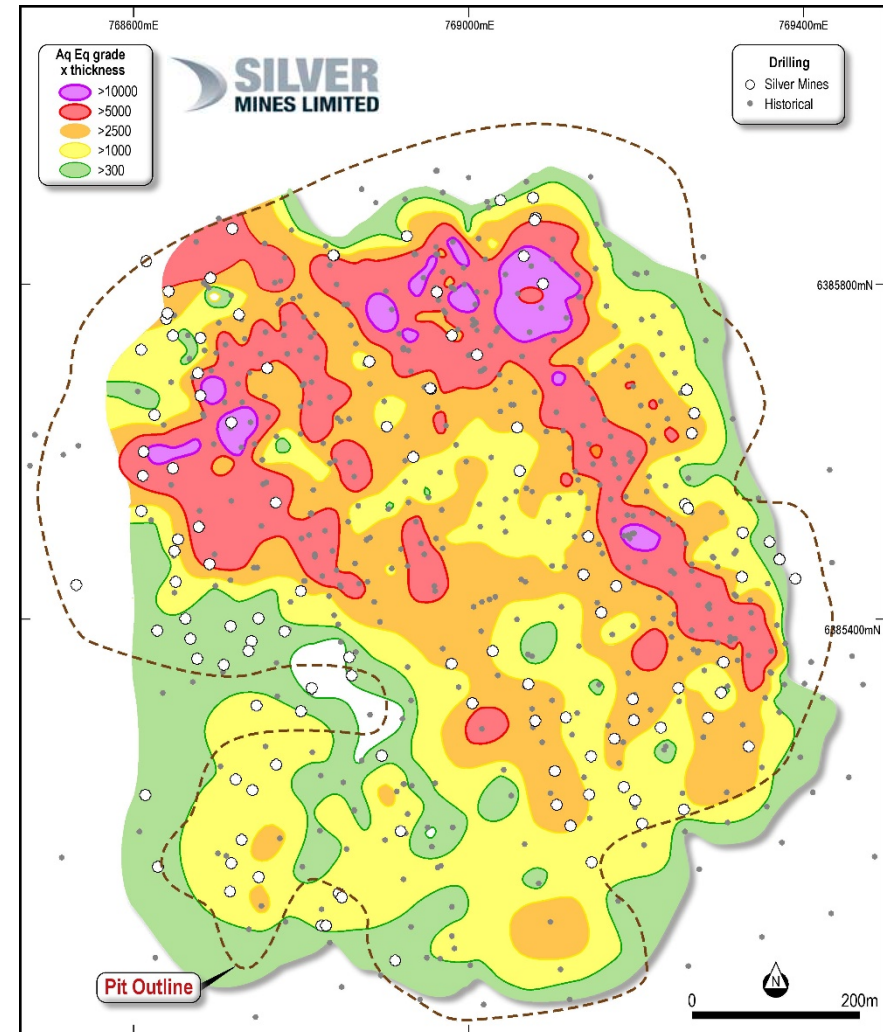 768600mE
769000mE
769400mE
Aq Eq grade
x thickness
>10000
>5000
>2500
>1000
>300
SILVER
MINES LIMITED
Drilling
Silver Mines
Historical
6385800mN
6385400mN
Pit Outline
N
0
200m